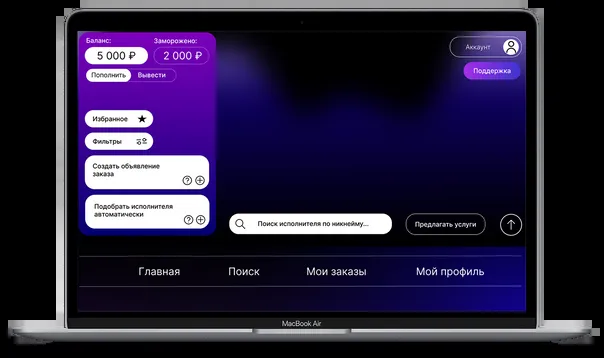 Баланс:
Заморожено:
5 000 ₽
2 000 ₽
Пополнить
Вывести
Аккаунт
Поддержка
Избранное
Фильтры
Создать объявление
заказа
Подобрать исполнителя
автоматически
Поиск исполнителя по никнейму...
Предлагать услуги
Главная
Поиск
Мои заказы
Мой профиль
MacBook Air